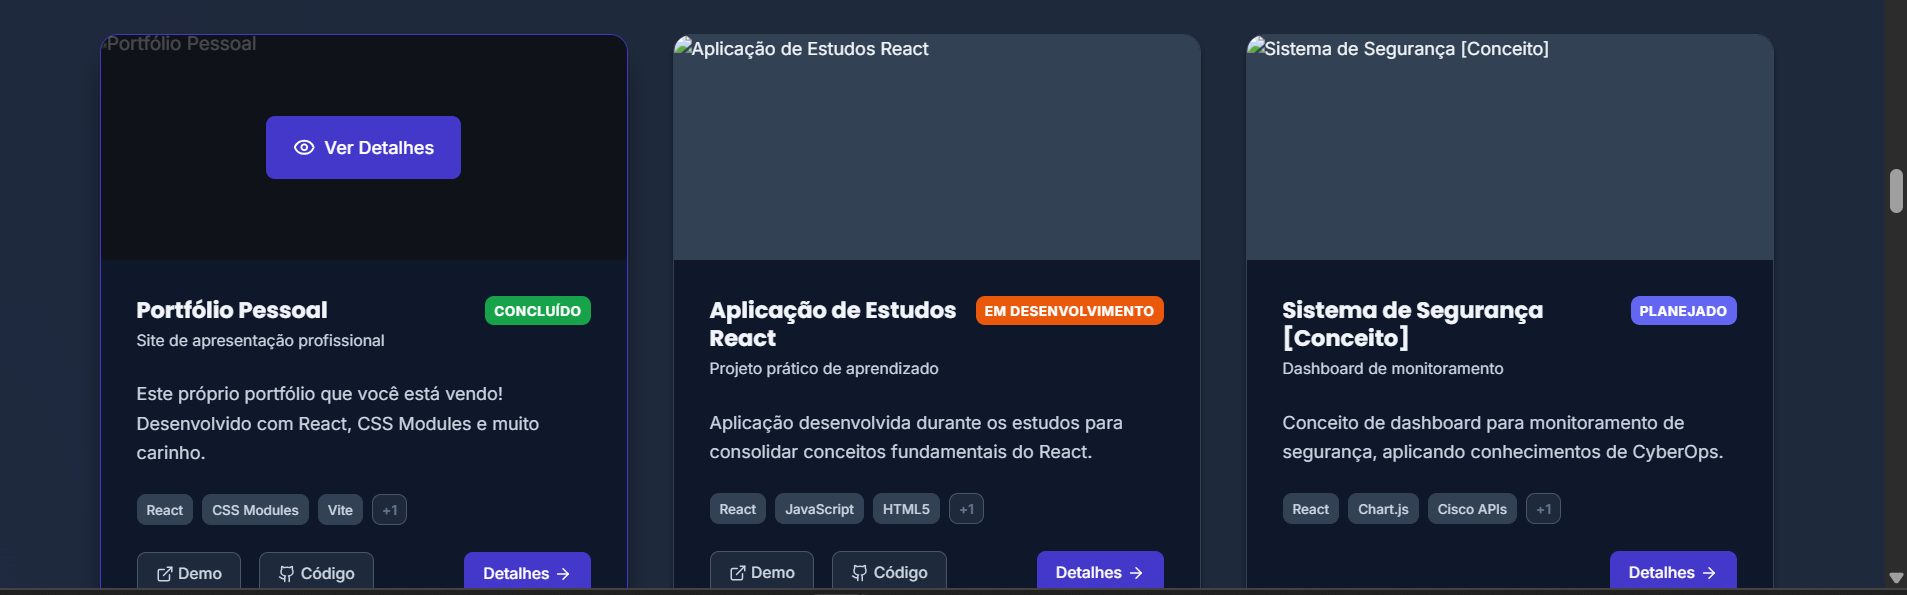 Portfólio Pessoal
Ver Detalhes
Portfólio Pessoal
CONCLUÍDO
Site de apresentação profissional
Este próprio portfólio que você está vendo!
Desenvolvido com React, CSS Modules e muito
carinho.
React
CSS Modules
Vite
+1
Demo
Código
Detalhes →
Aplicação de Estudos React
Aplicação de Estudos
React
EM DESENVOLVIMENTO
Projeto prático de aprendizado
Aplicação desenvolvida durante os estudos para
consolidar conceitos fundamentais do React.
React
JavaScript
HTML5
+1
Demo
Código
Detalhes →
Sistema de Segurança [Conceito]
Sistema de Segurança
[Conceito]
PLANEJADO
Dashboard de monitoramento
Conceito de dashboard para monitoramento de
segurança, aplicando conhecimentos de CyberOps.
React
Chart.js
Cisco APIs
+1
Detalhes →